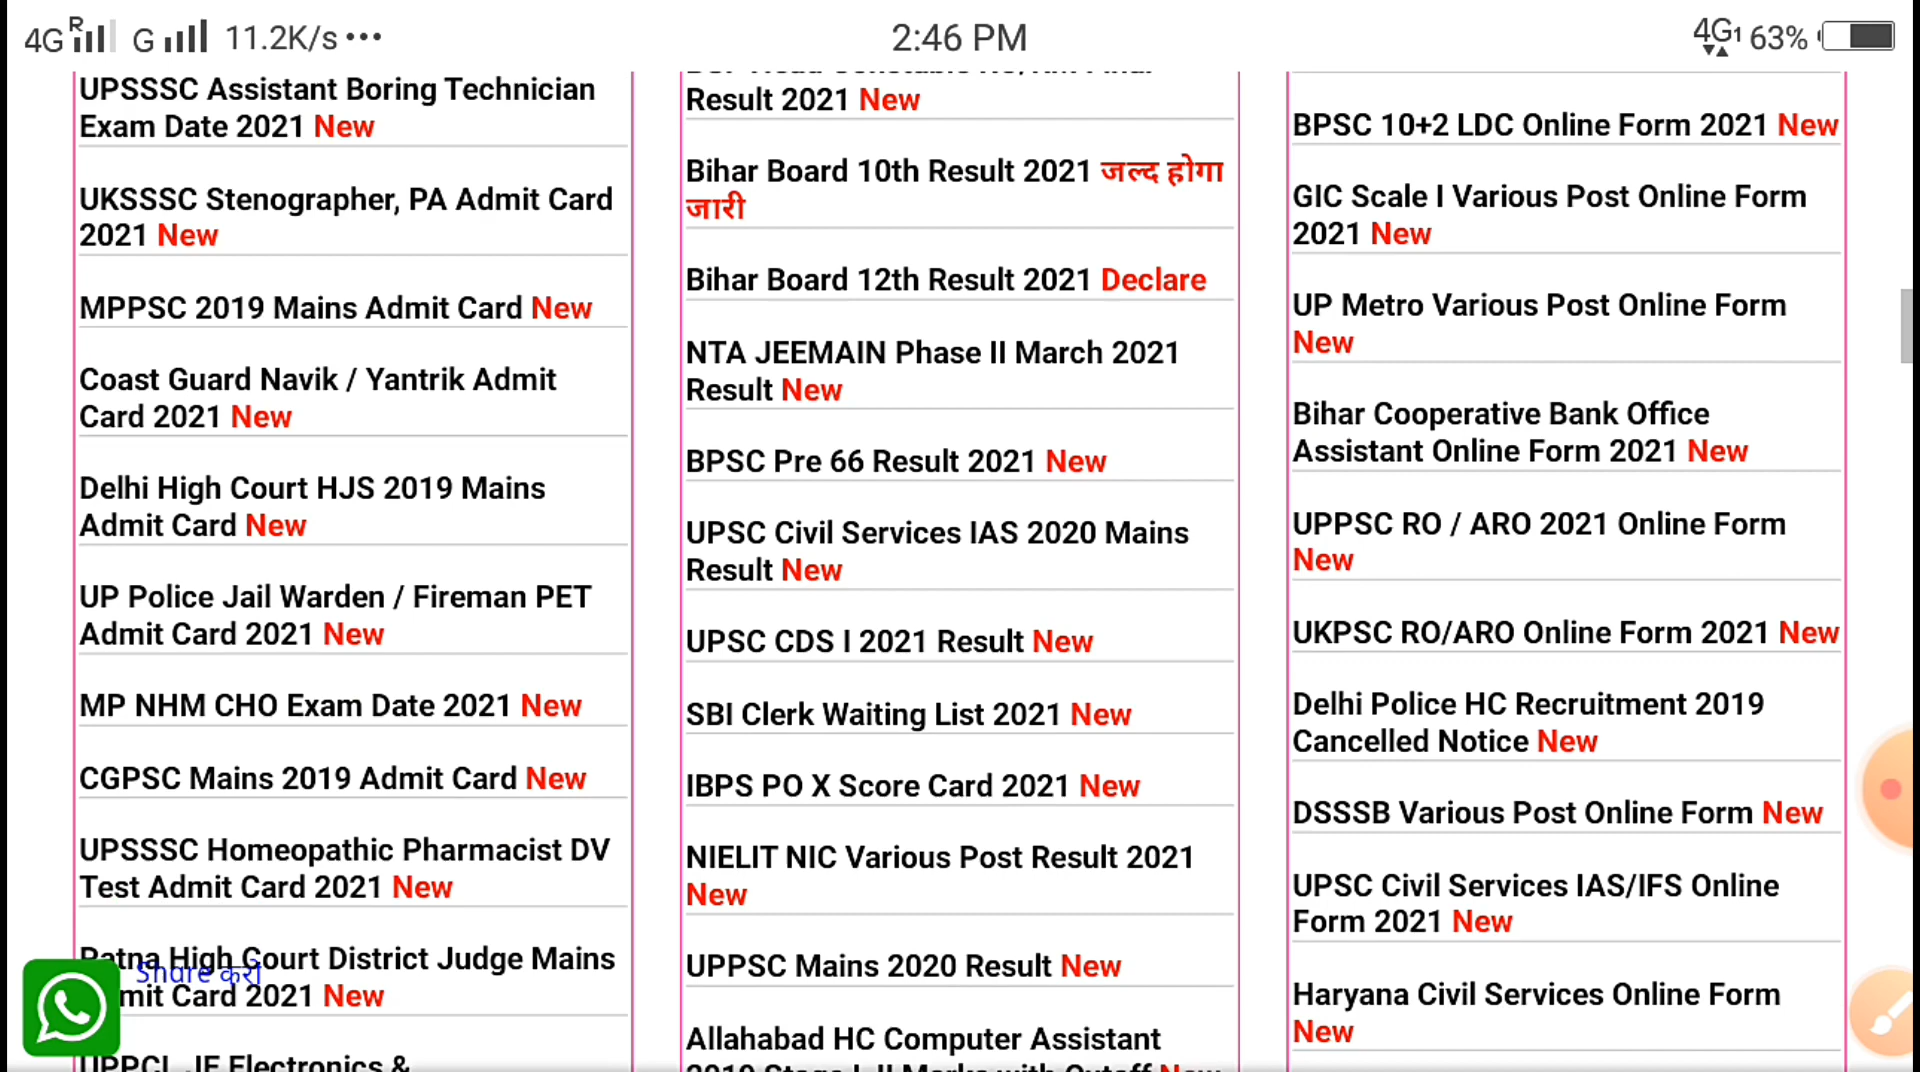 4G R G 11.2K/s ••• 2:46 PM 4G1 63%
UPSSSC Assistant Boring Technician
Exam Date 2021 New
UKSSSC Stenographer, PA Admit Card
2021 New
MPPSC 2019 Mains Admit Card New
Coast Guard Navik / Yantrik Admit
Card 2021 New
Delhi High Court HJS 2019 Mains
Admit Card New
UP Police Jail Warden / Fireman PET
Admit Card 2021 New
MP NHM CHO Exam Date 2021 New
CGPSC Mains 2019 Admit Card New
UPSSSC Homeopathic Pharmacist DV
Test Admit Card 2021 New
Patna High Court District Judge Mains
Share करो
mit Card 2021 New
UPPCL JE Electronics &
Result 2021 New
Bihar Board 10th Result 2021 जल्द होगा
जारी
Bihar Board 12th Result 2021 Declare
NTA JEEMAIN Phase II March 2021
Result New
BPSC Pre 66 Result 2021 New
UPSC Civil Services IAS 2020 Mains
Result New
UPSC CDS I 2021 Result New
SBI Clerk Waiting List 2021 New
IBPS PO X Score Card 2021 New
NIELIT NIC Various Post Result 2021
New
UPPSC Mains 2020 Result New
Allahabad HC Computer Assistant
2019 Stage I, II Marks with Cutoff New
BPSC 10+2 LDC Online Form 2021 New
GIC Scale I Various Post Online Form
2021 New
UP Metro Various Post Online Form
New
Bihar Cooperative Bank Office
Assistant Online Form 2021 New
UPPSC RO / ARO 2021 Online Form
New
UKPSC RO/ARO Online Form 2021 New
Delhi Police HC Recruitment 2019
Cancelled Notice New
DSSSB Various Post Online Form New
UPSC Civil Services IAS/IFS Online
Form 2021 New
Haryana Civil Services Online Form
New